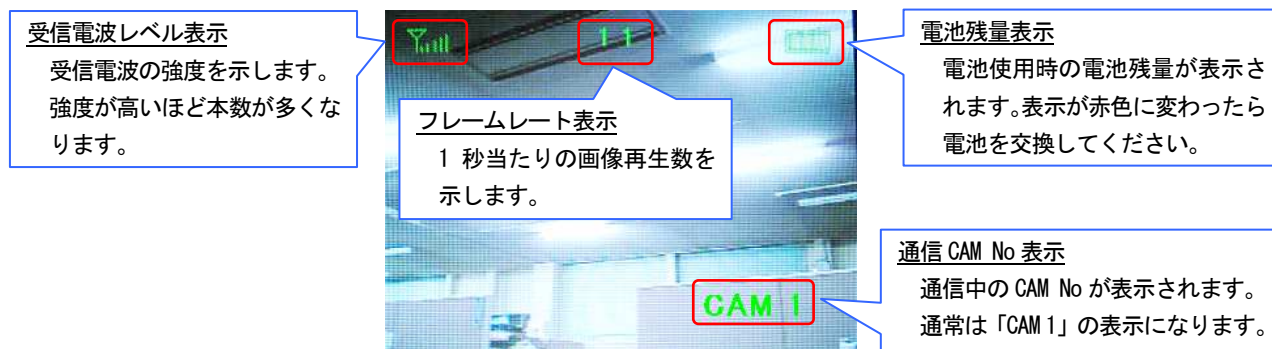 受信電波レベル表示
受信電波の強度を示します。
強度が高いほど本数が多くな
ります。
11
フレームレート表示
1 秒当たりの画像再生数を
示します。
電池残量表示
電池使用時の電池残量が表示さ
れます。表示が赤色に変わったら
電池を交換してください。
CAM 1
通信 CAM No 表示
通信中の CAM No が表示されます。
通常は「CAM1」の表示になります。